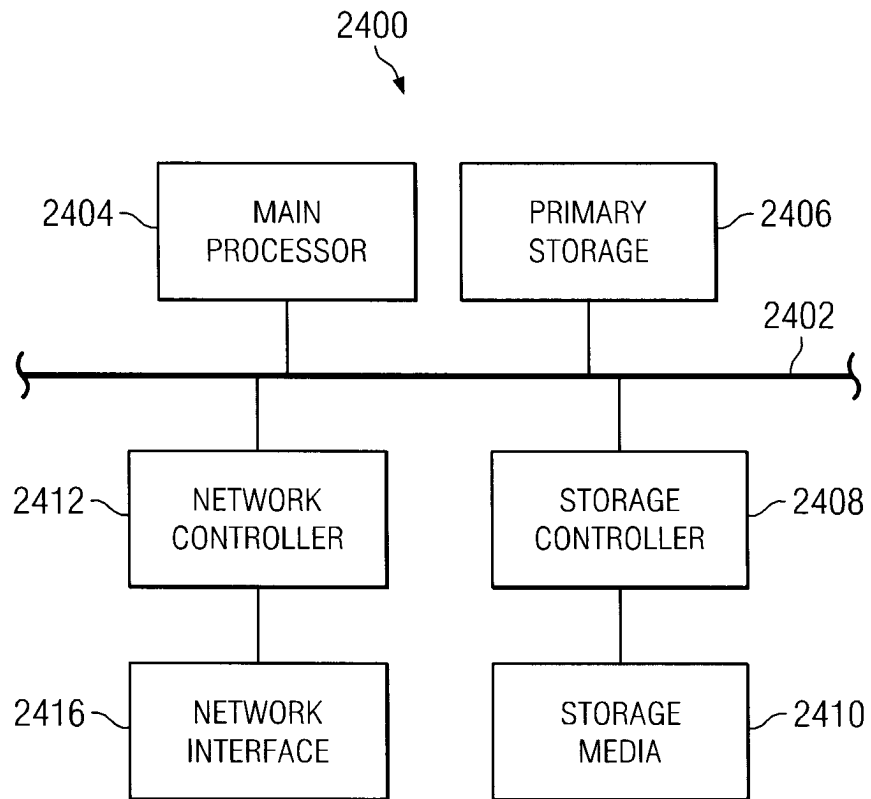 2400
2404
MAIN
PROCESSOR
PRIMARY
STORAGE
2406
2402
2412
NETWORK
CONTROLLER
STORAGE
CONTROLLER
2408
2416
NETWORK
INTERFACE
STORAGE
MEDIA
2410